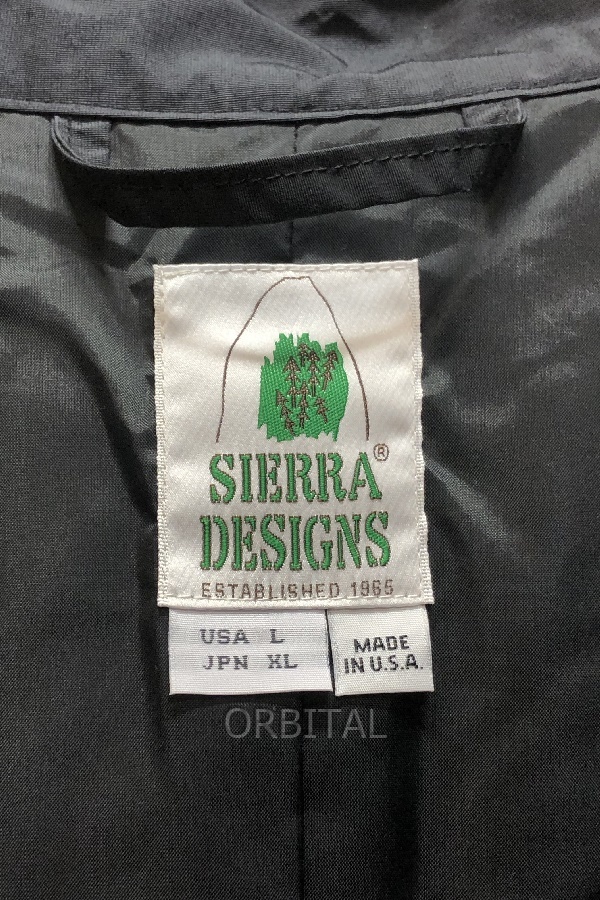 SIERRA®
DESIGNS
ESTABLISHED 1965
USA L
JPN XL
MADE
IN U.S.A.
ORBITAL